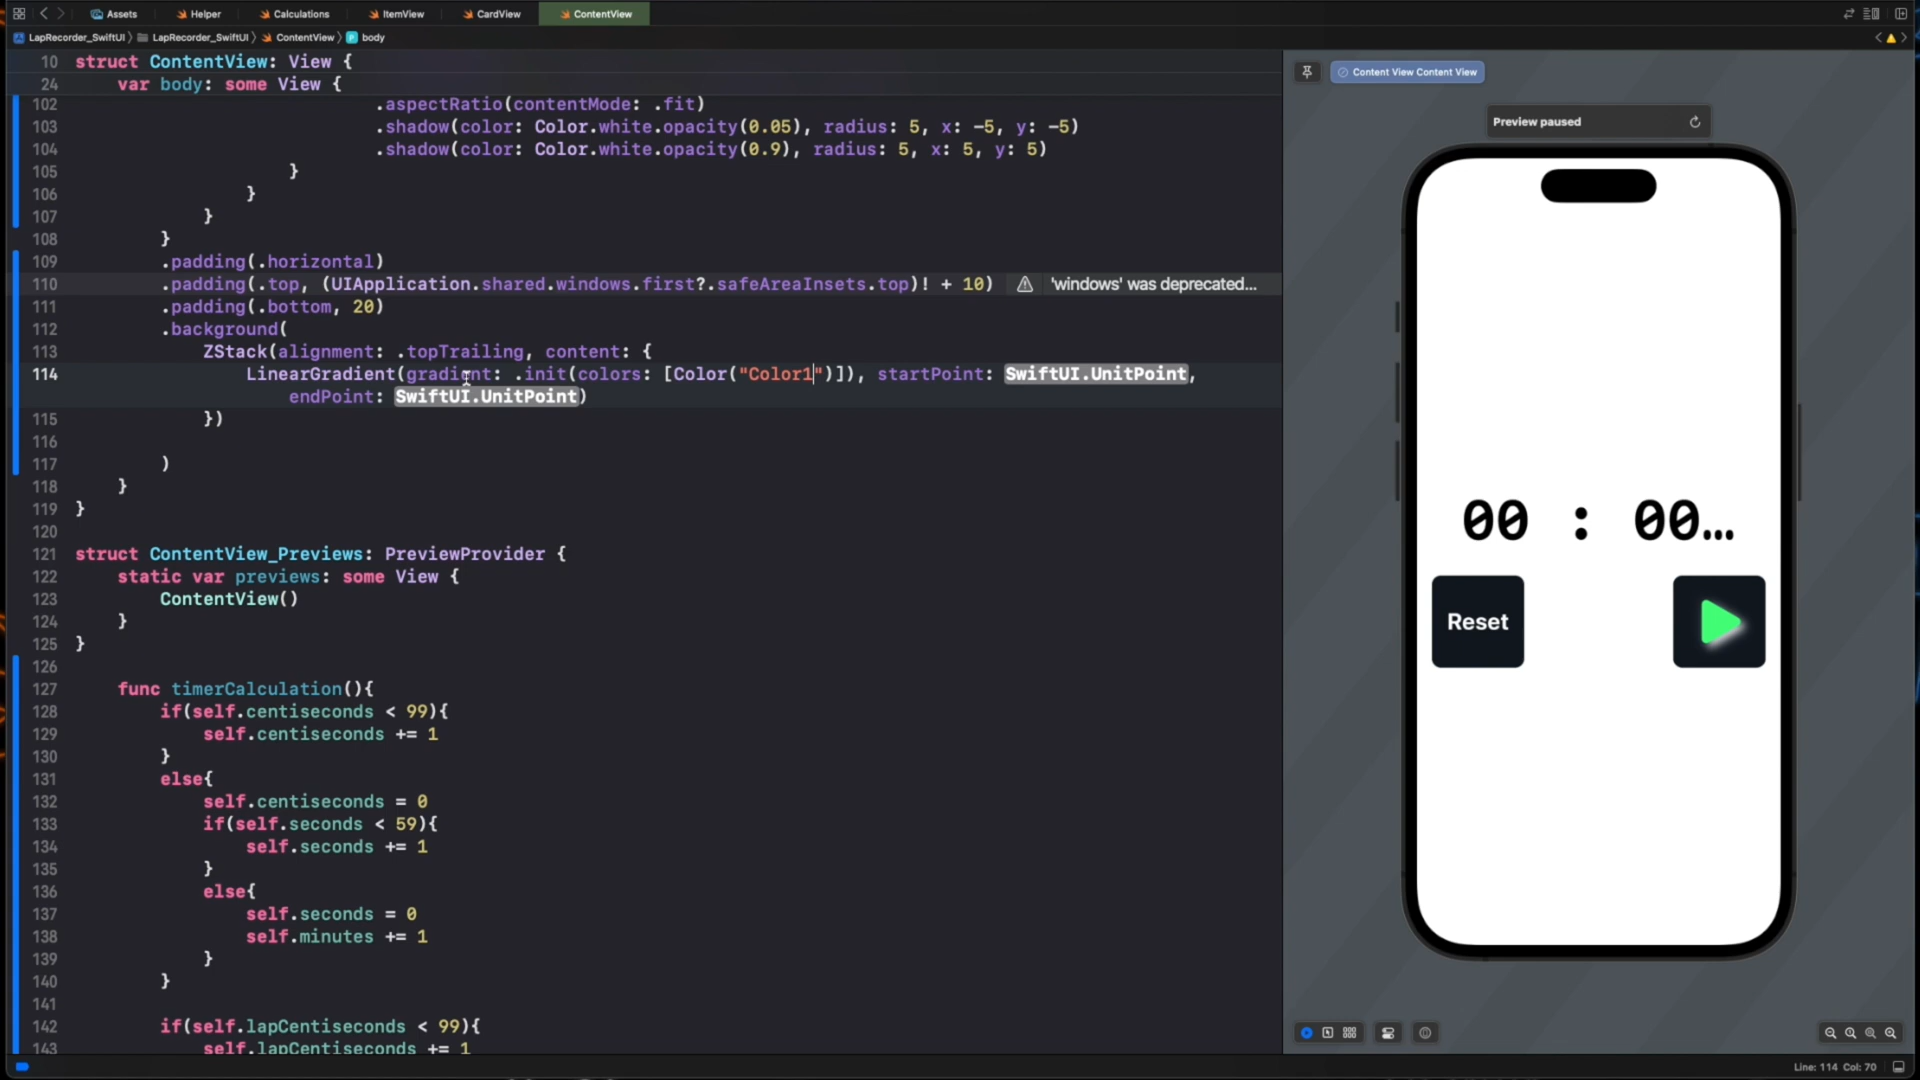 Assets Helper Calculations ItemView CardView ContentView
LapRecorder_SwiftUI LapRecorder_SwiftUI ContentView body
10 struct ContentView: View {
24 var body: some View {
102 .aspectRatio(contentMode: .fit)
103 .shadow(color: Color.white.opacity(0.05), radius: 5, x: -5, y: -5)
104 .shadow(color: Color.white.opacity(0.9), radius: 5, x: 5, y: 5)
105 }
106 }
107 }
108 }
109 .padding(.horizontal)
110 .padding(.top, (UIApplication.shared.windows.first?.safeAreaInsets.top)! + 10) 'windows' was deprecated...
111 .padding(.bottom, 20)
112 .background(
113 ZStack(alignment: .topTrailing, content: {
114 LinearGradient(gradient: .init(colors: [Color("Color1")]), startPoint: SwiftUI.UnitPoint,
endPoint: SwiftUI.UnitPoint)
115 })
116
117 )
118 }
119 }
120
121 struct ContentView_Previews: PreviewProvider {
122 static var previews: some View {
123 ContentView()
124 }
125 }
126
127 func timerCalculation(){
128 if(self.centiseconds < 99){
129 self.centiseconds += 1
130 }
131 else{
132 self.centiseconds = 0
133 if(self.seconds < 59){
134 self.seconds += 1
135 }
136 else{
137 self.seconds = 0
138 self.minutes += 1
139 }
140 }
141
142 if(self.lapCentiseconds < 99){
143 self.lapCentiseconds += 1
Content View Content View
Preview paused
00 : 00...
Reset
Line: 114 Col: 70